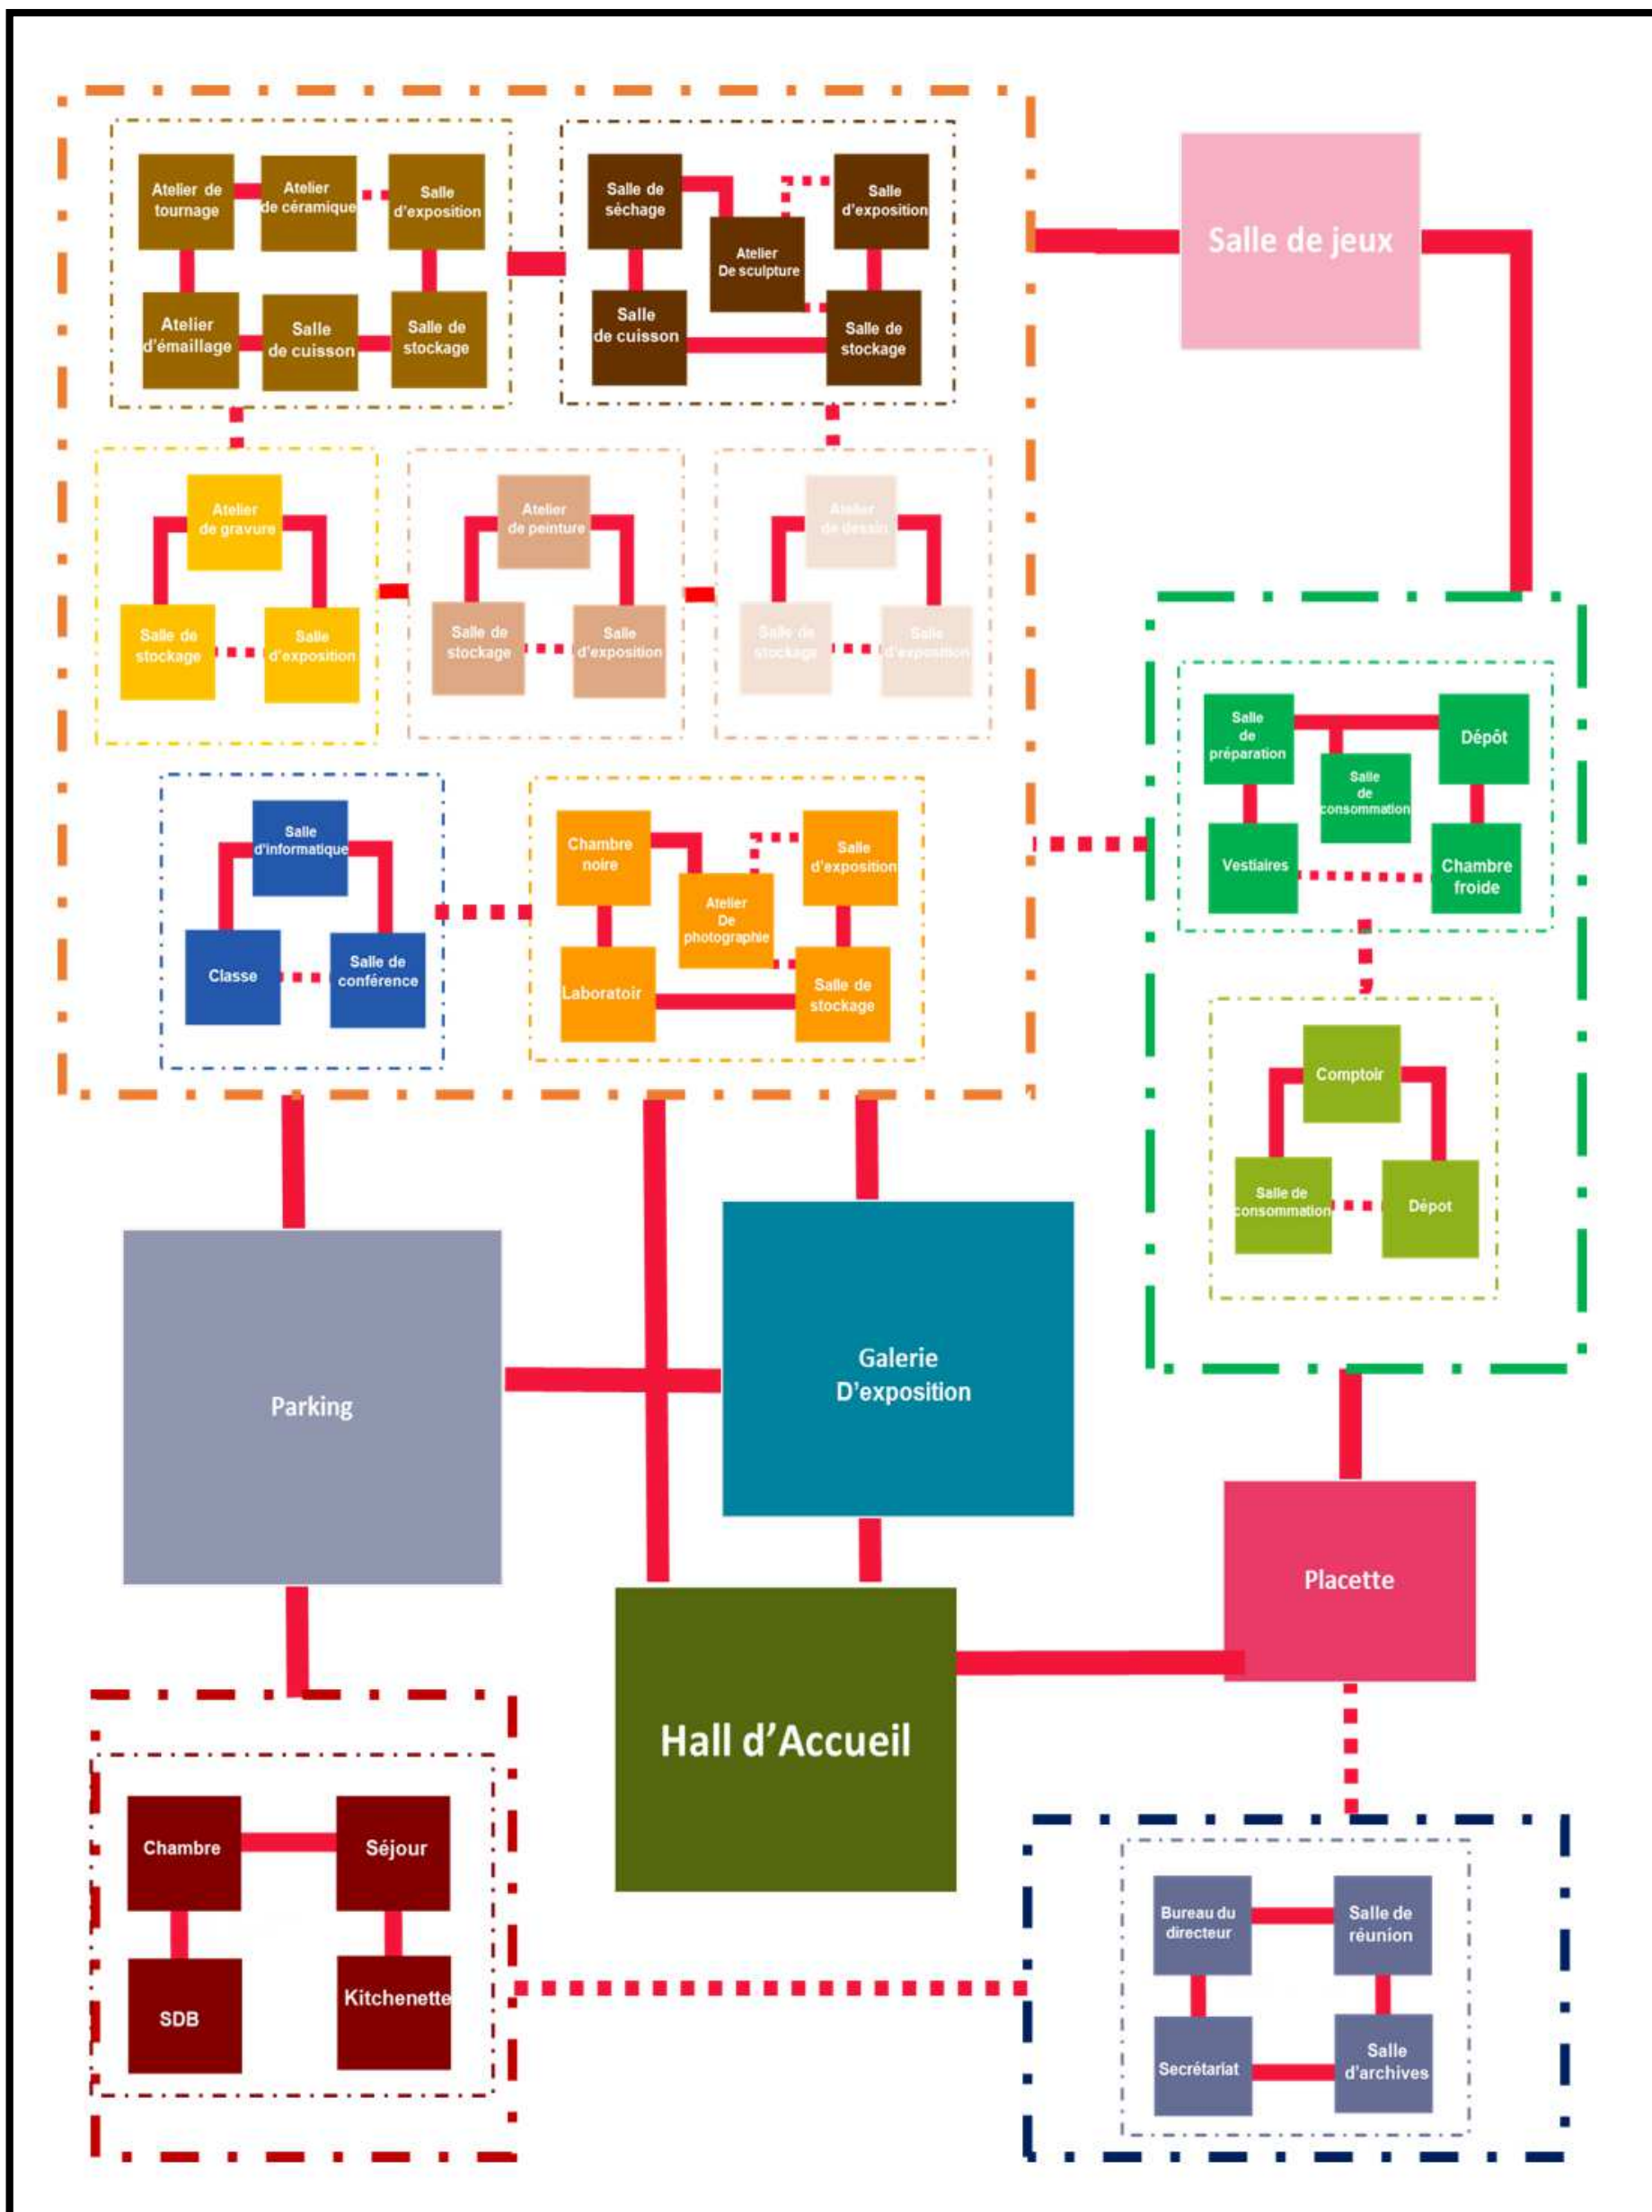 Atelier de
tournage
Atelier
de céramique
Salle
d'exposition
Atelier
d'émaillage
Salle
de cuisson
Salle de
stockage
Salle de
séchage
Atelier
De sculpture
Salle
d'exposition
Salle
de cuisson
Salle de
stockage
Salle de jeux
Atelier
de gravure
Salle de
stockage
Salle
d'exposition
Atelier
de peinture
Salle de
stockage
Salle
d'exposition
Atelier
de dessin
Salle de
stockage
Salle
d'exposition
Salle
d'informatique
Classe
Salle de
conférence
Chambre
noire
Atelier
De
photographie
Salle
d'exposition
Laboratoir
Salle de
stockage
Salle
de
préparation
Salle
de
consommation
Dépôt
Vestiaires
Chambre
froide
Comptoir
Salle de
consommation
Dépot
Parking
Galerie
D'exposition
Placette
Hall d'Accueil
Chambre
Séjour
SDB
Kitchenette
Bureau du
directeur
Salle de
réunion
Secrétariat
Salle
d'archives